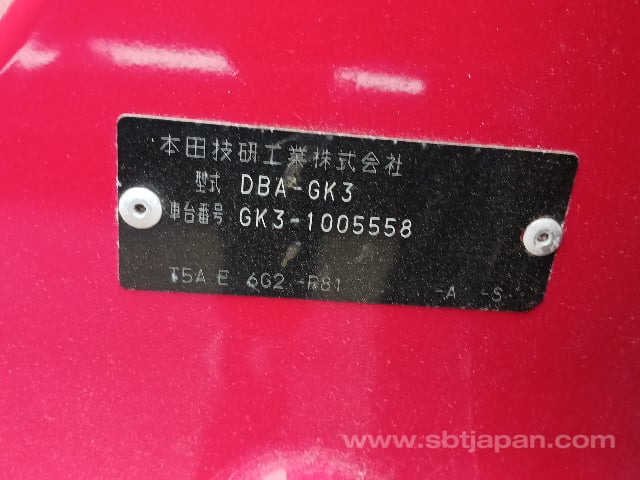 本田技研工業株式会社
型式 DBA-GK3
車台番号 GK3-1005558
T5A E 6G2 -R81 -A -S
www.sbtjapan.com